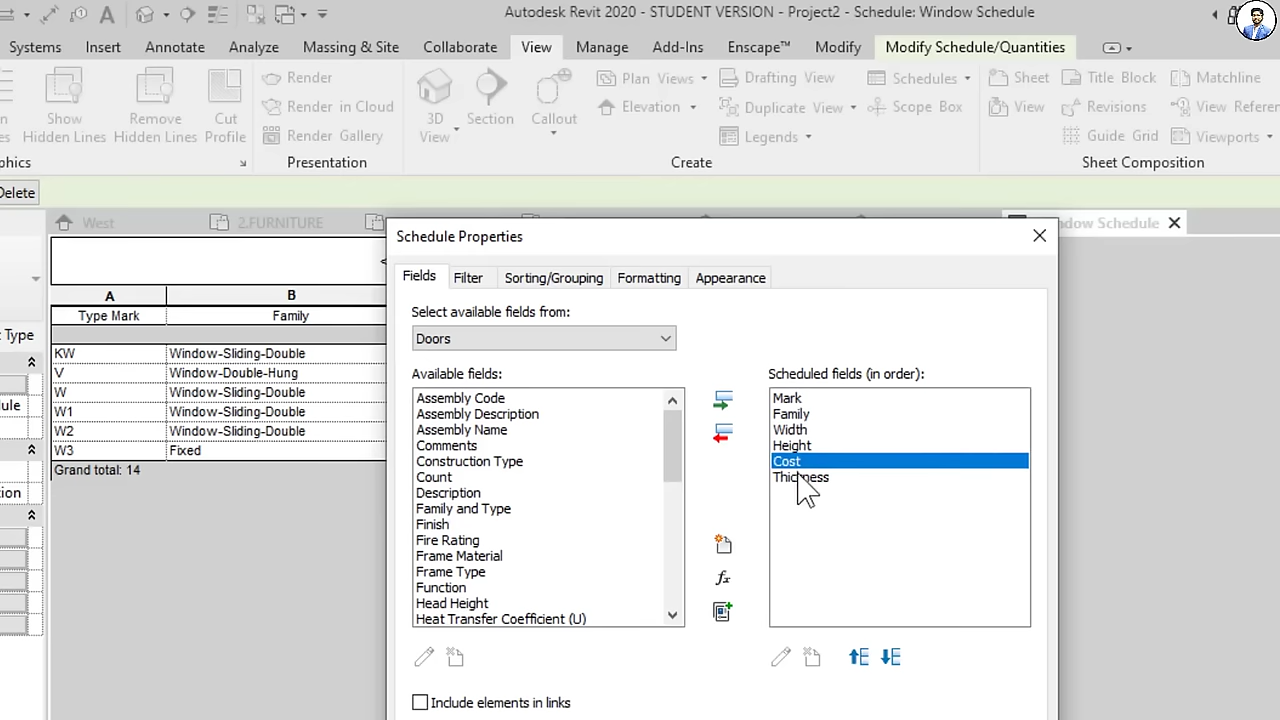 Autodesk Revit 2020 - STUDENT VERSION - Project2 - Schedule: Window Schedule
Systems Insert Annotate Analyze Massing & Site Collaborate View Manage Add-Ins Enscape™ Modify Modify Schedule/Quantities
Show Hidden Lines
Remove Hidden Lines
Cut Profile
Render
Render in Cloud
Render Gallery
Presentation
3D View
Section
Callout
Plan Views
Elevation
Drafting View
Duplicate View
Legends
Schedules
Scope Box
Create
Sheet
View
Title Block
Revisions
Guide Grid
Matchline
View Referen
Viewports
Sheet Composition
Delete
West
2.FURNITURE
ndow Schedule
A B
Type Mark Family
KW Window-Sliding-Double
V Window-Double-Hung
W Window-Sliding-Double
W1 Window-Sliding-Double
W2 Window-Sliding-Double
W3 Fixed
Grand total: 14
t Type
Schedule Properties
Fields Filter Sorting/Grouping Formatting Appearance
Select available fields from:
Doors
Available fields:
Assembly Code
Assembly Description
Assembly Name
Comments
Construction Type
Count
Description
Family and Type
Finish
Fire Rating
Frame Material
Frame Type
Function
Head Height
Heat Transfer Coefficient (U)
Scheduled fields (in order):
Mark
Family
Width
Height
Cost
Thickness
fx
Include elements in links